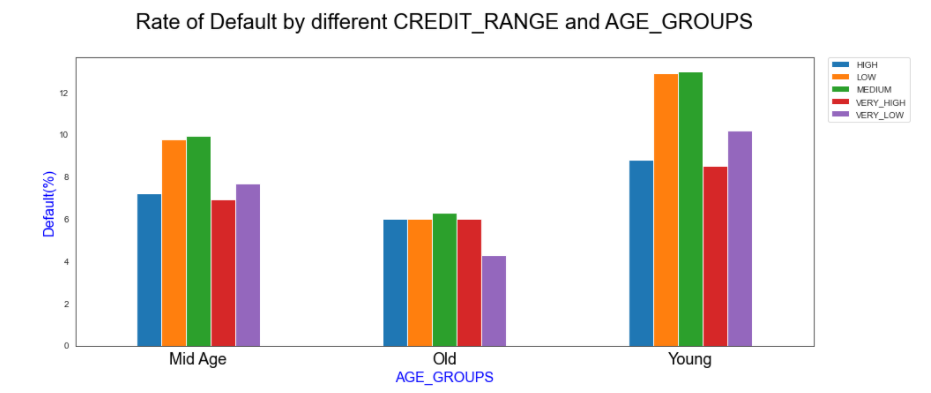 Rate of Default by different CREDIT_RANGE and AGE_GROUPS
HIGH
LOW
MEDIUM
VERY_HIGH
VERY_LOW
Default(%)
12
10
8
6
4
2
0
Mid Age
Old
Young
AGE_GROUPS